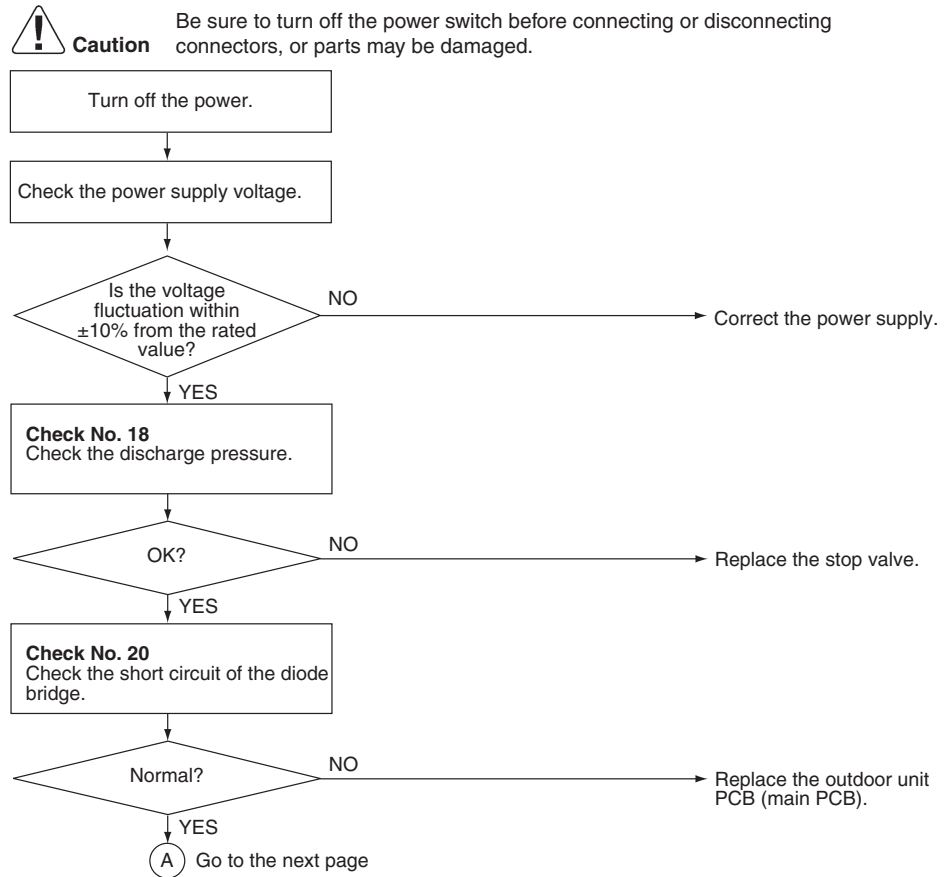 Be sure to turn off the power switch before connecting or disconnecting
Caution connectors, or parts may be damaged.
Turn off the power.
Check the power supply voltage.
Is the voltage
fluctuation within
±10% from the rated
value?
NO
Correct the power supply.
YES
Check No. 18
Check the discharge pressure.
OK?
NO
Replace the stop valve.
YES
Check No. 20
Check the short circuit of the diode
bridge.
Normal?
NO
Replace the outdoor unit
PCB (main PCB).
YES
A Go to the next page